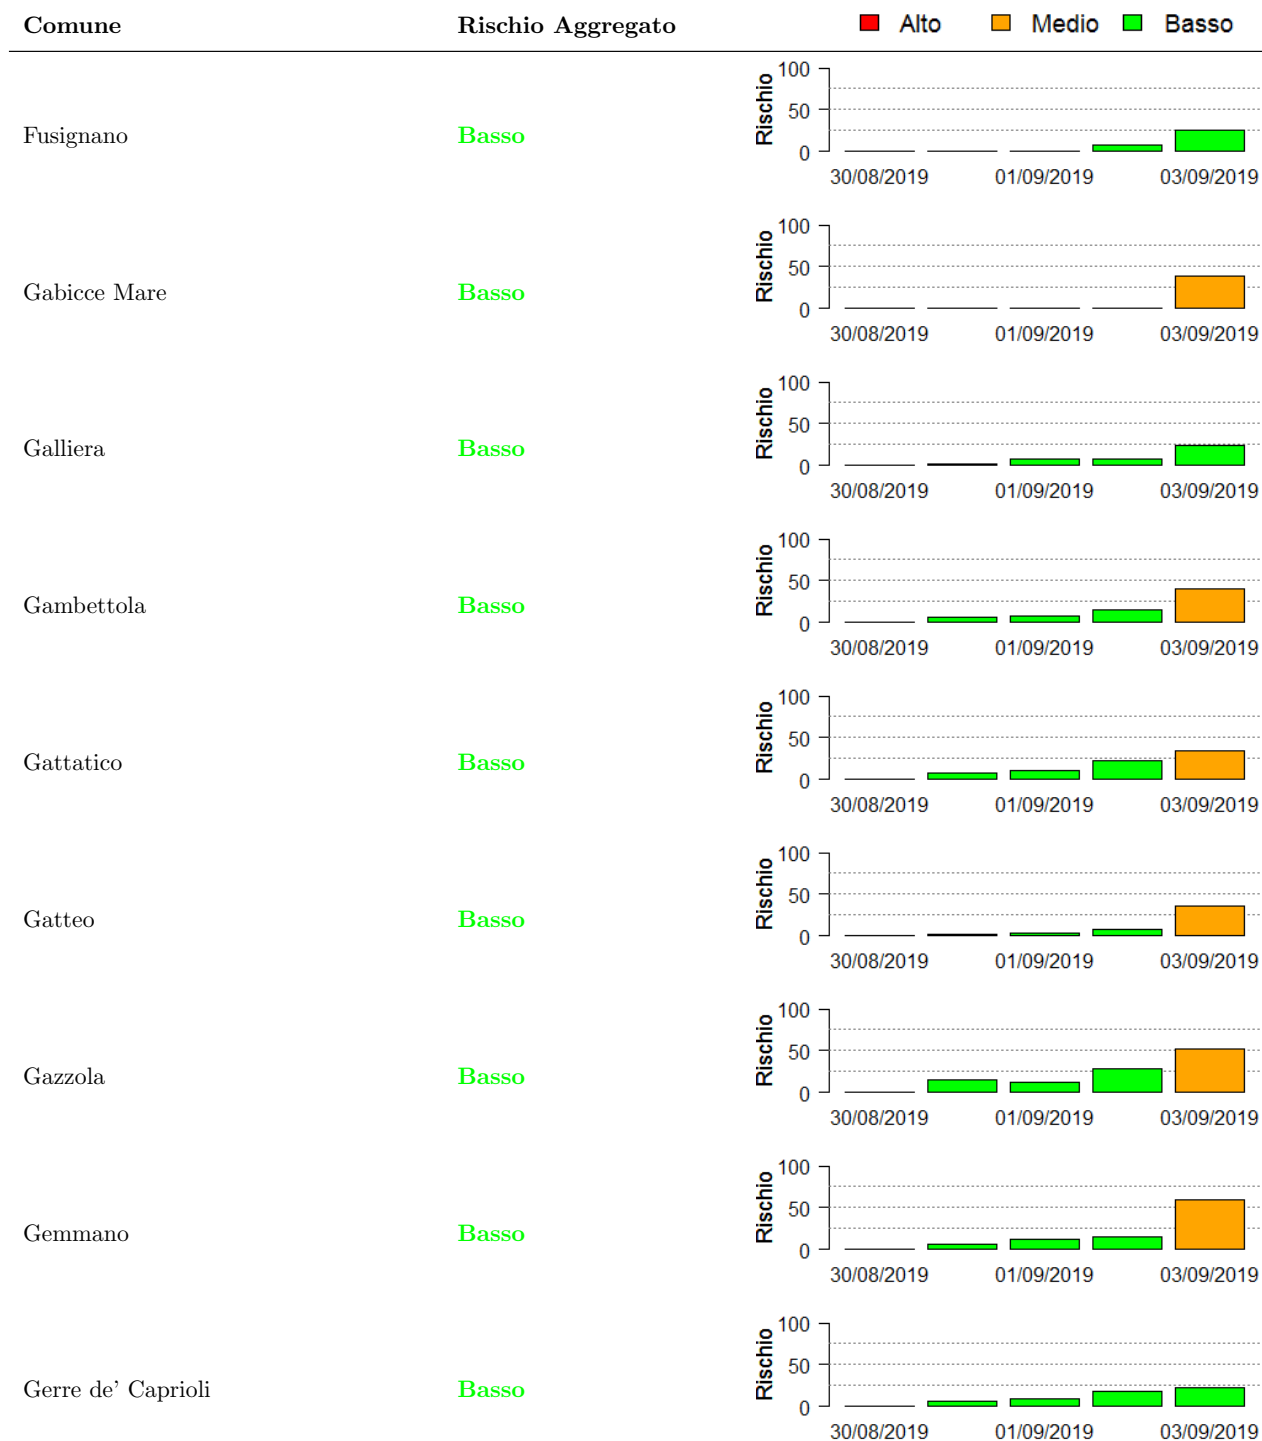 Comune Rischio Aggregato Alto Medio Basso
100
50
0
Rischio
Fusignano Basso
30/08/2019 01/09/2019 03/09/2019
100
50
0
Rischio
Gabicce Mare Basso
30/08/2019 01/09/2019 03/09/2019
100
50
0
Rischio
Galliera Basso
30/08/2019 01/09/2019 03/09/2019
100
50
0
Rischio
Gambettola Basso
30/08/2019 01/09/2019 03/09/2019
100
50
0
Rischio
Gattatico Basso
30/08/2019 01/09/2019 03/09/2019
100
50
0
Rischio
Gatteo Basso
30/08/2019 01/09/2019 03/09/2019
100
50
0
Rischio
Gazzola Basso
30/08/2019 01/09/2019 03/09/2019
100
50
0
Rischio
Gemmano Basso
30/08/2019 01/09/2019 03/09/2019
100
50
0
Rischio
Gerre de' Caprioli Basso
30/08/2019 01/09/2019 03/09/2019